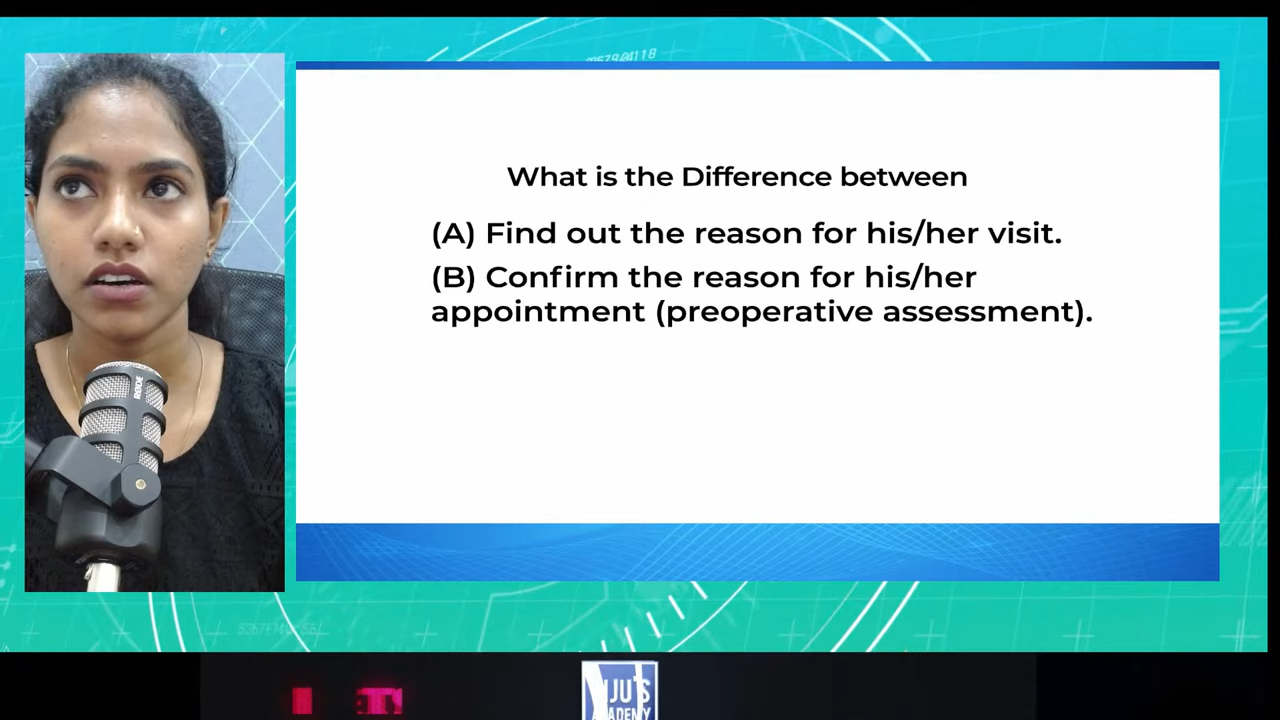 What is the Difference between
(A) Find out the reason for his/her visit.
(B) Confirm the reason for his/her
appointment (preoperative assessment).
RODE